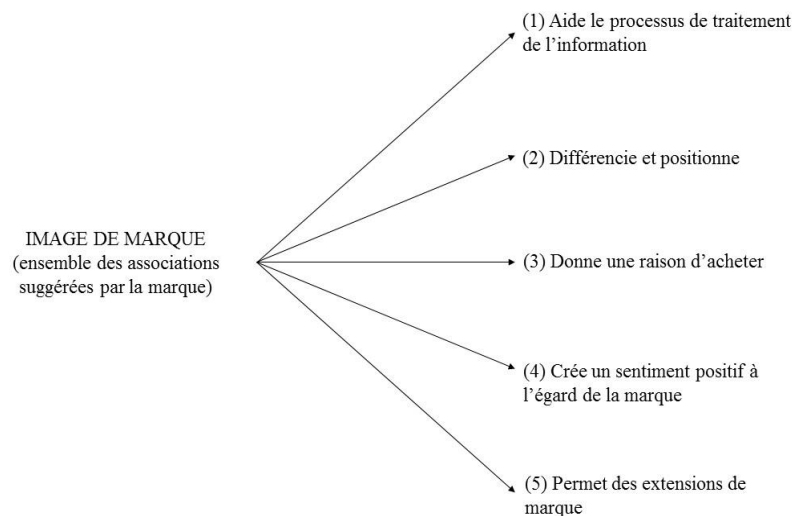 (1) Aide le processus de traitement
de l’information
(2) Différencie et positionne
IMAGE DE MARQUE
(ensemble des associations
suggérées par la marque)
(3) Donne une raison d’acheter
(4) Crée un sentiment positif à
l’égard de la marque
(5) Permet des extensions de
marque